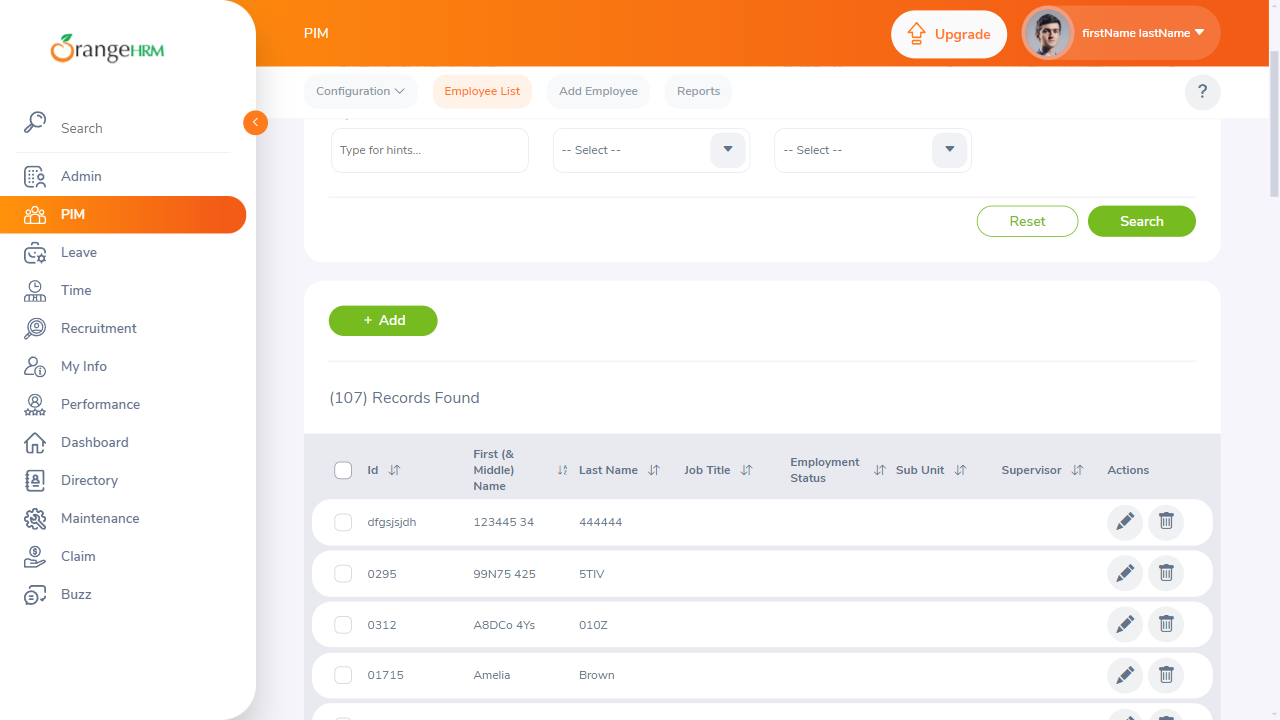 OrangeHRM
PIM
Upgrade
firstName lastName
Configuration
Employee List
Add Employee
Reports
?
Search
Admin
PIM
Leave
Time
Recruitment
My Info
Performance
Dashboard
Directory
Maintenance
Claim
Buzz
Type for hints...
-- Select --
-- Select --
Reset
Search
+ Add
(107) Records Found
Id
First (& Middle) Name
Last Name
Job Title
Employment Status
Sub Unit
Supervisor
Actions
dfgsjsjdh 123445 34 444444
0295 99N75 425 5TIV
0312 A8DCo 4Ys 010Z
01715 Amelia Brown